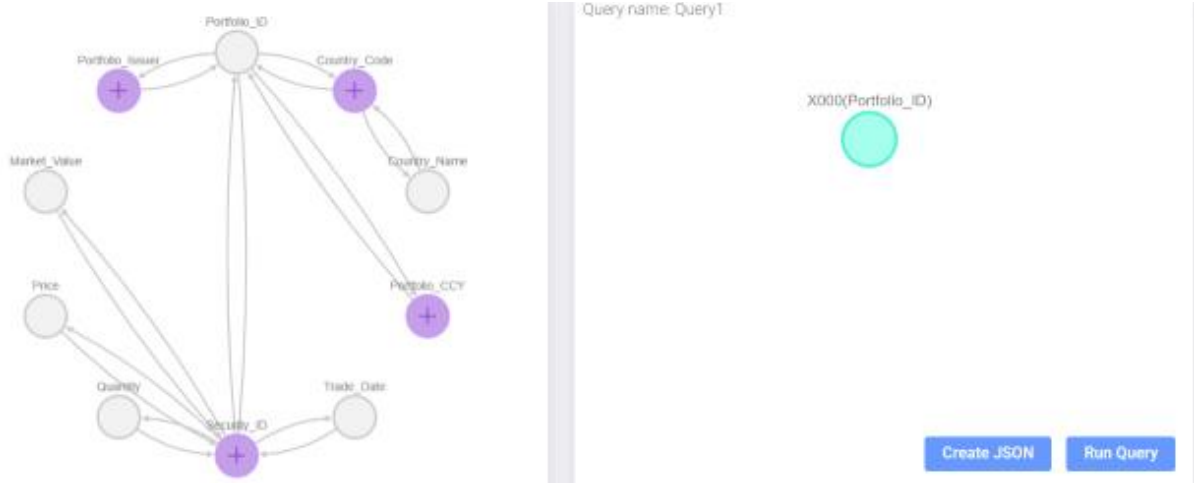 Portfolio_ID
Portfolio_Issuer
Country_Code
Market_Value
Country_Name
Price
Portfolio_CCY
Quantity
Trade_Date
Security_ID
Query name: Query1
X000(Portfolio_ID)
Create JSON
Run Query